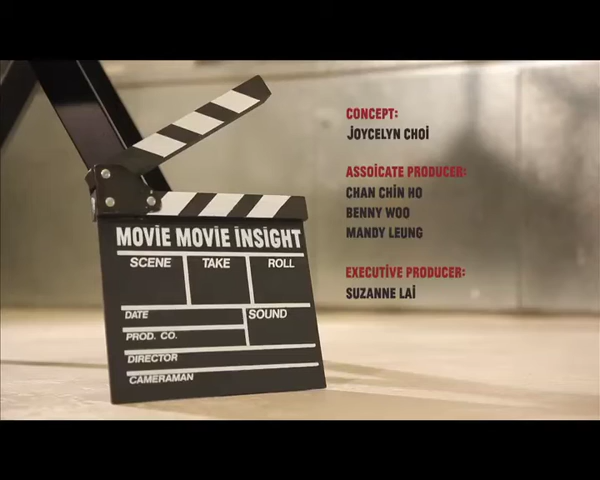 MOViE MOViE iNSiGHT
SCENE TAKE ROLL
DATE SOUND
PROD. CO.
DIRECTOR
CAMERAMAN
CONCEPT:
JOYCELYN CHOi
ASSOiCATE PRODUCER:
CHAN CHiN HO
BENNY WOO
MANDY LEUNG
EXECUTiVE PRODUCER:
SUZANNE LAi